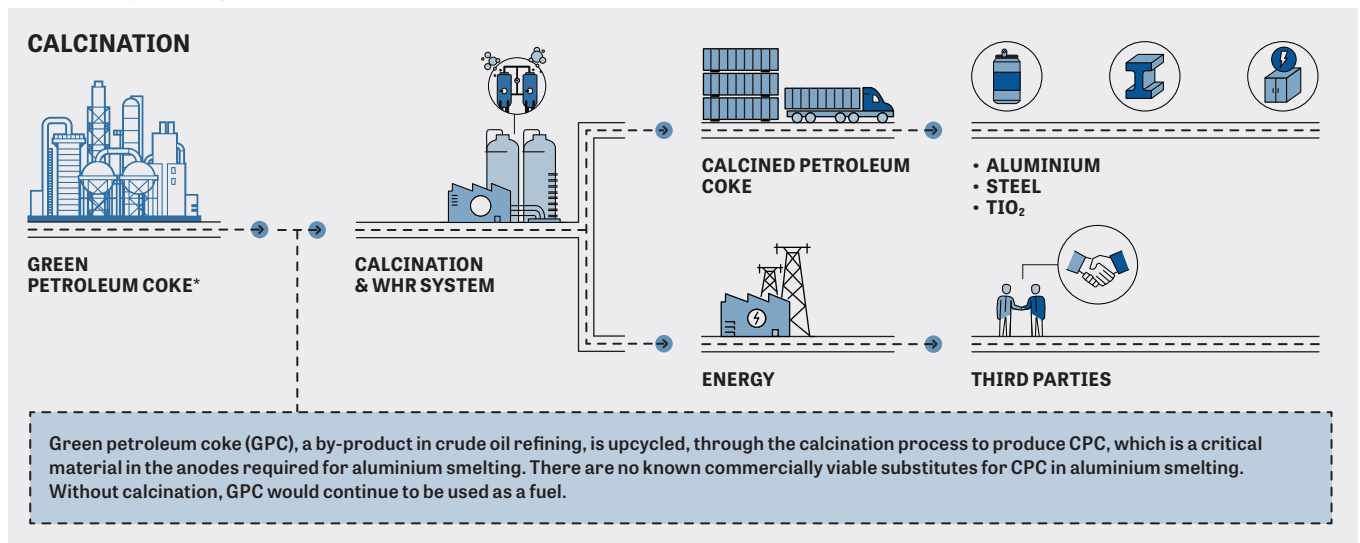 CALCINATION
GREEN
PETROLEUM COKE*
CALCINATION
& WHR SYSTEM
CALCINED PETROLEUM
COKE
• ALUMINIUM
• STEEL
• TIO₂
ENERGY
THIRD PARTIES
Green petroleum coke (GPC), a by-product in crude oil refining, is upcycled, through the calcination process to produce CPC, which is a critical
material in the anodes required for aluminium smelting. There are no known commercially viable substitutes for CPC in aluminium smelting.
Without calcination, GPC would continue to be used as a fuel.